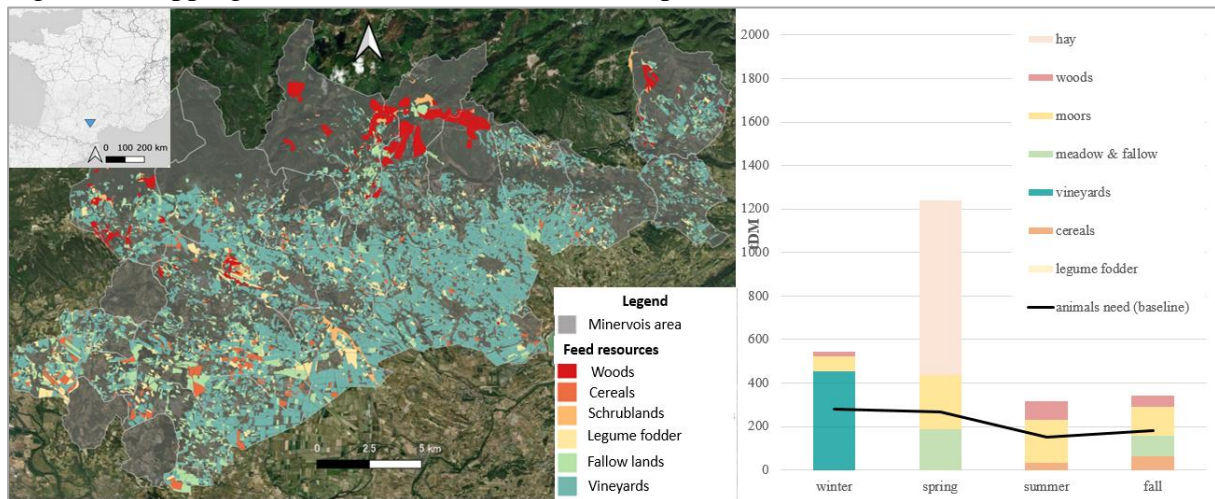 0 100 200 km
0 2.5 5 km
Legend
Minervois area
Feed resources
Woods
Cereals
Schrublands
Legume fodder
Fallow lands
Vineyards
2000
1800
1600
1400
1200
1000
800
600
400
200
0
winter
spring
summer
fall
hay
woods
moors
meadow & fallow
vineyards
cereals
legume fodder
animals need (baseline)